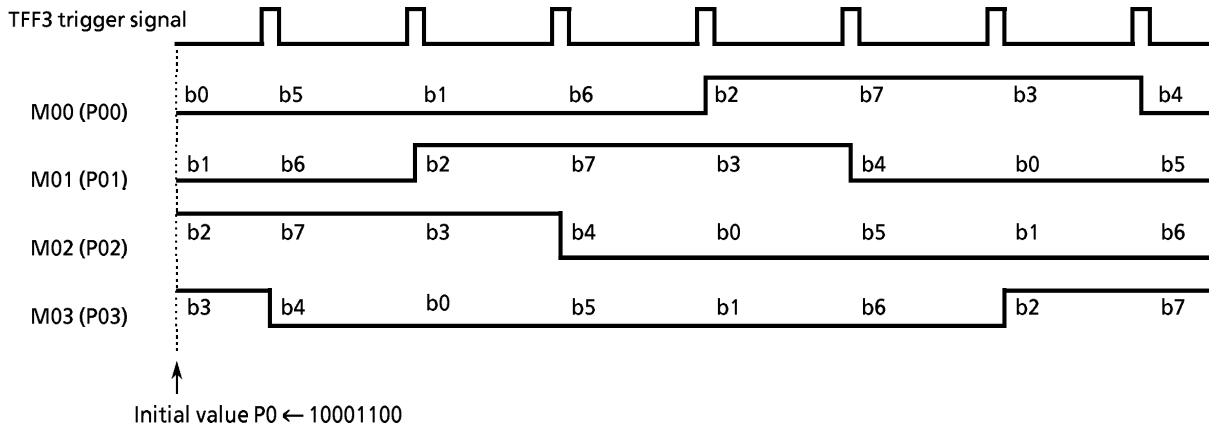 TFF3 trigger signal
M00 (P00) b0 b5 b1 b6 b2 b7 b3 b4
M01 (P01) b1 b6 b2 b7 b3 b4 b0 b5
M02 (P02) b2 b7 b3 b4 b0 b5 b1 b6
M03 (P03) b3 b4 b0 b5 b1 b6 b2 b7
Initial value P0 ← 10001100